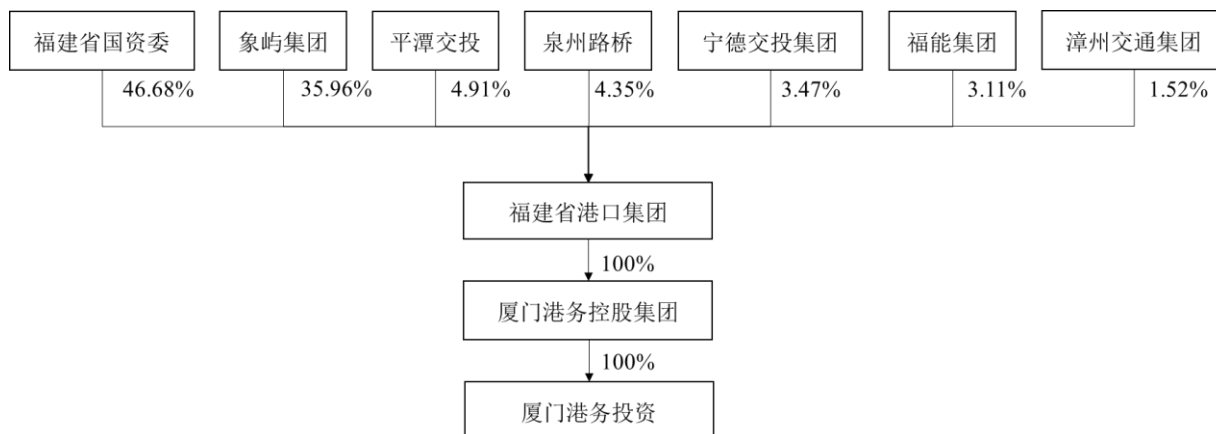 福建省国资委
象屿集团
平潭交投
泉州路桥
宁德交投集团
福能集团
漳州交通集团
46.68%
35.96%
4.91%
4.35%
3.47%
3.11%
1.52%
福建省港口集团
100%
厦门港务控股集团
100%
厦门港务投资